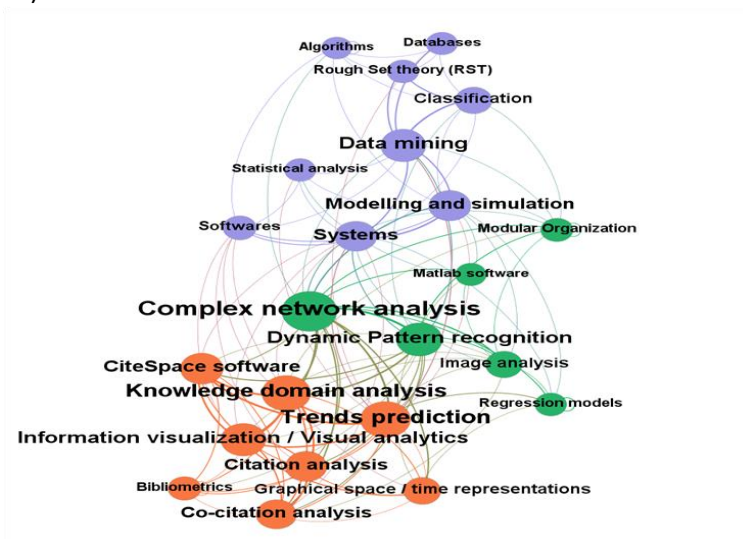 Algorithms
Databases
Rough Set theory (RST)
Classification
Data mining
Statistical analysis
Modelling and simulation
Softwares
Systems
Modular Organization
Matlab software
Complex network analysis
Dynamic Pattern recognition
CiteSpace software
Image analysis
Knowledge domain analysis
Regression models
Trends prediction
Information visualization / Visual analytics
Citation analysis
Bibliometrics
Graphical space / time representations
Co-citation analysis